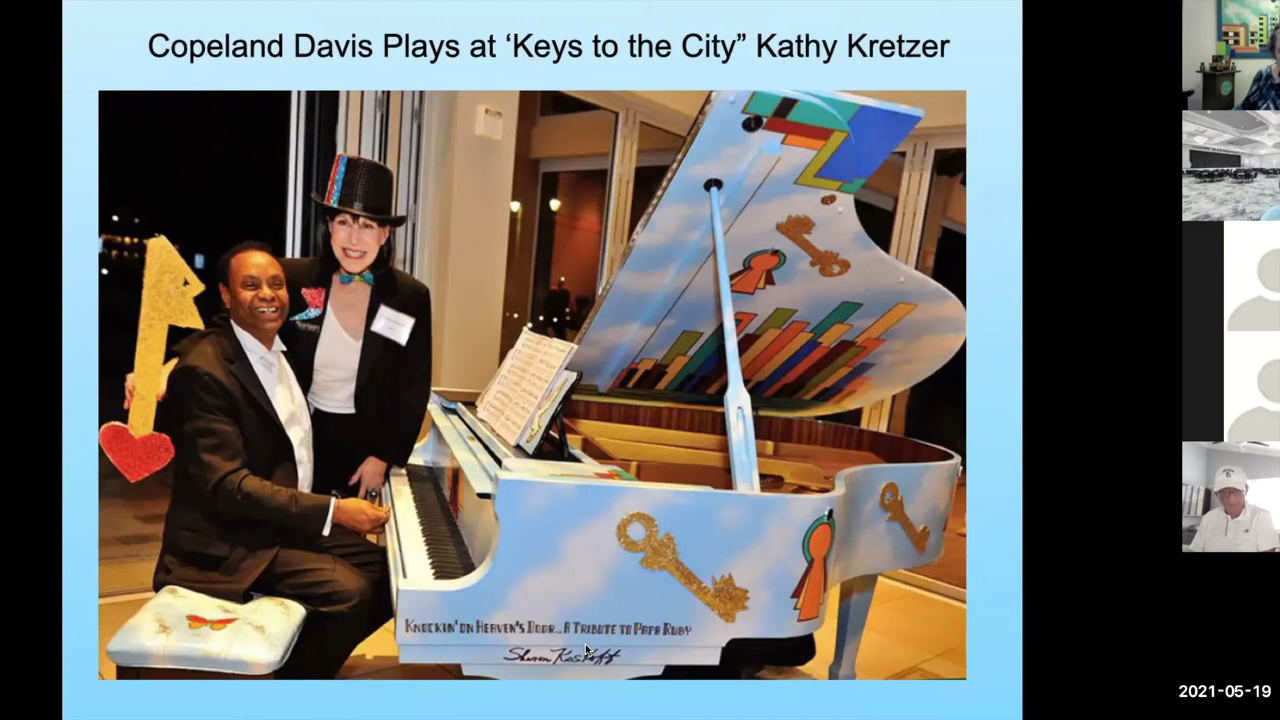 Copeland Davis Plays at ‘Keys to the City” Kathy Kretzer
KNOCKIN' ON HEAVEN'S DOOR... A TRIBUTE TO PAPA RUBY
2021-05-19